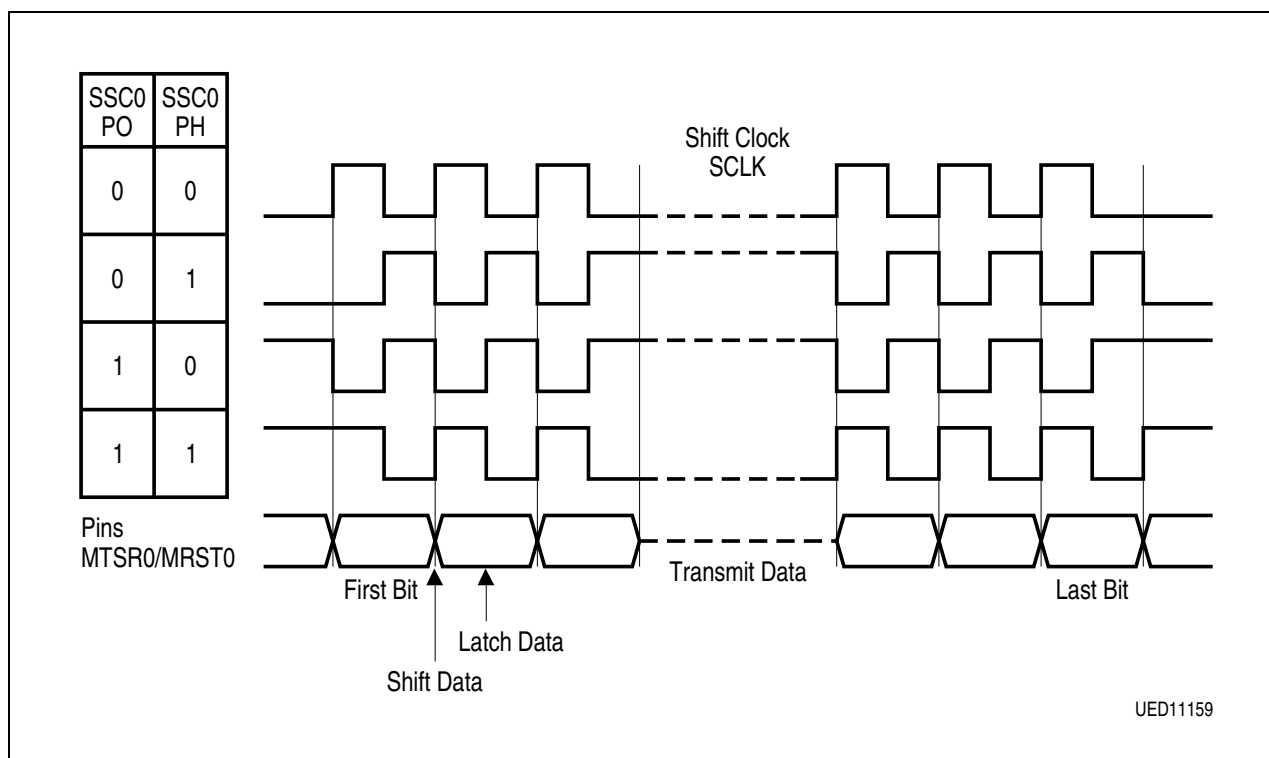 SSC0 SSC0
PO PH
0 0
0 1
1 0
1 1
Shift Clock
SCLK
Pins
MTSR0/MRST0
First Bit
Transmit Data
Last Bit
Latch Data
Shift Data
UED11159